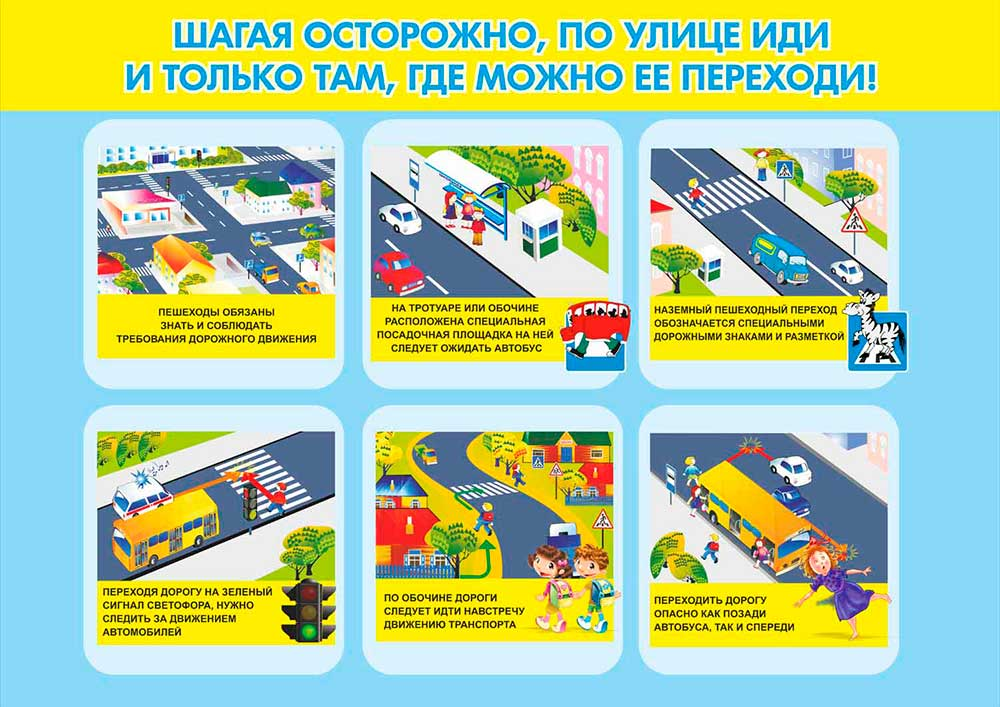 ШАГАЯ ОСТОРОЖНО, ПО УЛИЦЕ ИДИ
И ТОЛЬКО ТАМ, ГДЕ МОЖНО ЕЕ ПЕРЕХОДИ!
ПЕШЕХОДЫ ОБЯЗАНЫ
ЗНАТЬ И СОБЛЮДАТЬ
ТРЕБОВАНИЯ ДОРОЖНОГО ДВИЖЕНИЯ
НА ТРОТУАРЕ ИЛИ ОБОЧИНЕ
РАСПОЛОЖЕНА СПЕЦИАЛЬНАЯ
ПОСАДОЧНАЯ ПЛОЩАДКА НА НЕЙ
СЛЕДУЕТ ОЖИДАТЬ АВТОБУС
НАЗЕМНЫЙ ПЕШЕХОДНЫЙ ПЕРЕХОД
ОБОЗНАЧАЕТСЯ СПЕЦИАЛЬНЫМИ
ДОРОЖНЫМИ ЗНАКАМИ И РАЗМЕТКОЙ
ПЕРЕХОДЯ ДОРОГУ НА ЗЕЛЕНЫЙ
СИГНАЛ СВЕТОФОРА, НУЖНО
СЛЕДИТЬ ЗА ДВИЖЕНИЕМ
АВТОМОБИЛЕЙ
ПО ОБОЧИНЕ ДОРОГИ
СЛЕДУЕТ ИДТИ НАВСТРЕЧУ
ДВИЖЕНИЮ ТРАНСПОРТА
ПЕРЕХОДИТЬ ДОРОГУ
ОПАСНО КАК ПОЗАДИ
АВТОБУСА, ТАК И СПЕРЕДИ